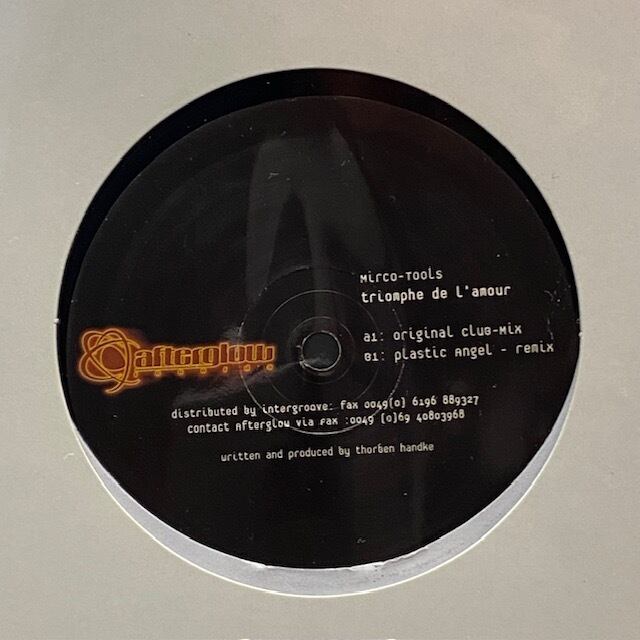 Mirco-Tools
triomphe de l'amour
a1: original club-mix
B1: plastic Angel - remix
afterglow
distributed by intergroove: fax 0049[0] 6196 889327
contact Afterglow via fax :0049 [0]69 40803968
written and produced by thorben handke